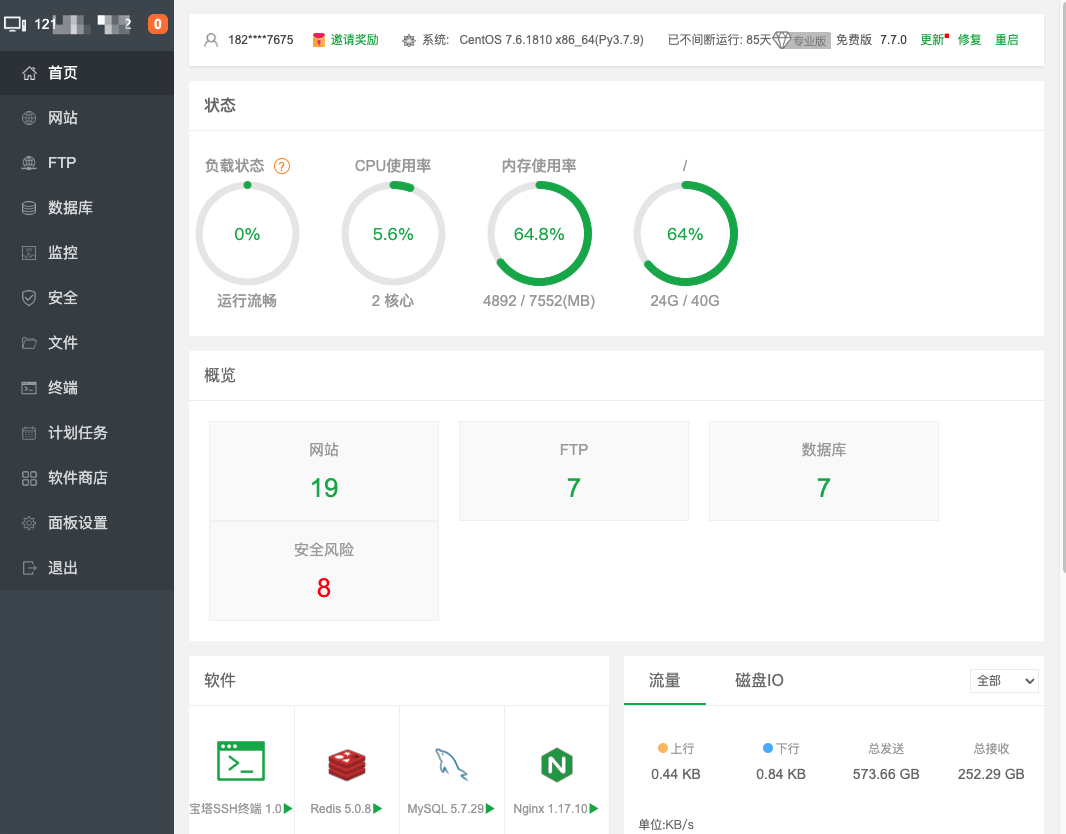 121 2 0
首页
网站
FTP
数据库
监控
安全
文件
终端
计划任务
软件商店
面板设置
退出
182****7675 邀请奖励 系统: CentOS 7.6.1810 x86_64(Py3.7.9) 已不间断运行: 85天 专业版 免费版 7.7.0 更新 修复 重启
状态
负载状态 ? CPU使用率 内存使用率 /
0% 5.6% 64.8% 64%
运行流畅 2 核心 4892 / 7552(MB) 24G / 40G
概览
网站 FTP 数据库
19 7 7
安全风险
8
软件
宝塔SSH终端 1.0 Redis 5.0.8 MySQL 5.7.29 Nginx 1.17.10
流量 磁盘IO 全部
上行 下行 总发送 总接收
0.44 KB 0.84 KB 573.66 GB 252.29 GB
单位:KB/s